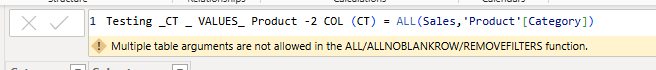 1 Testing _CT _ VALUES_ Product -2 COL (CT) = ALL(Sales,'Product'[Category])
Multiple table arguments are not allowed in the ALL/ALLNOBLANKROW/REMOVEFILTERS function.